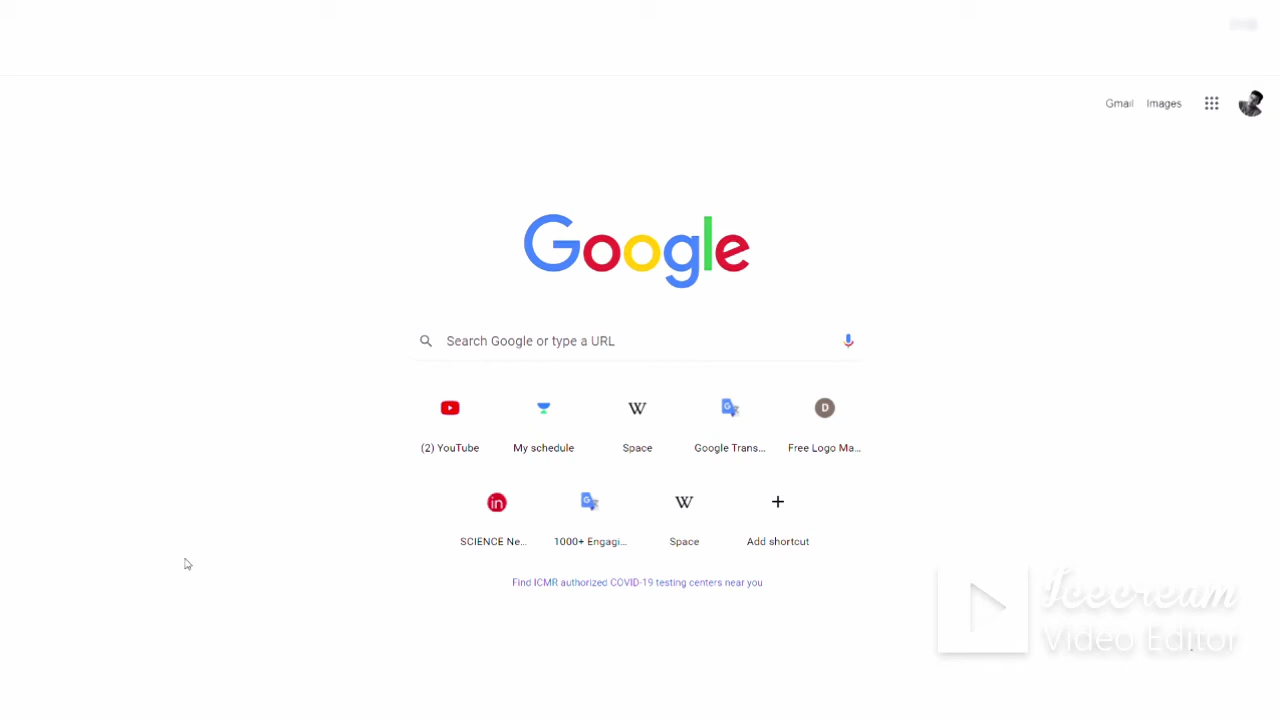 Gmail Images
Google
Search Google or type a URL
(2) YouTube My schedule Space Google Trans... Free Logo Ma...
D
in
SCIENCE Ne... 1000+ Engagi... Space Add shortcut
Find ICMR authorized COVID-19 testing centers near you
Icecream
Video Editor